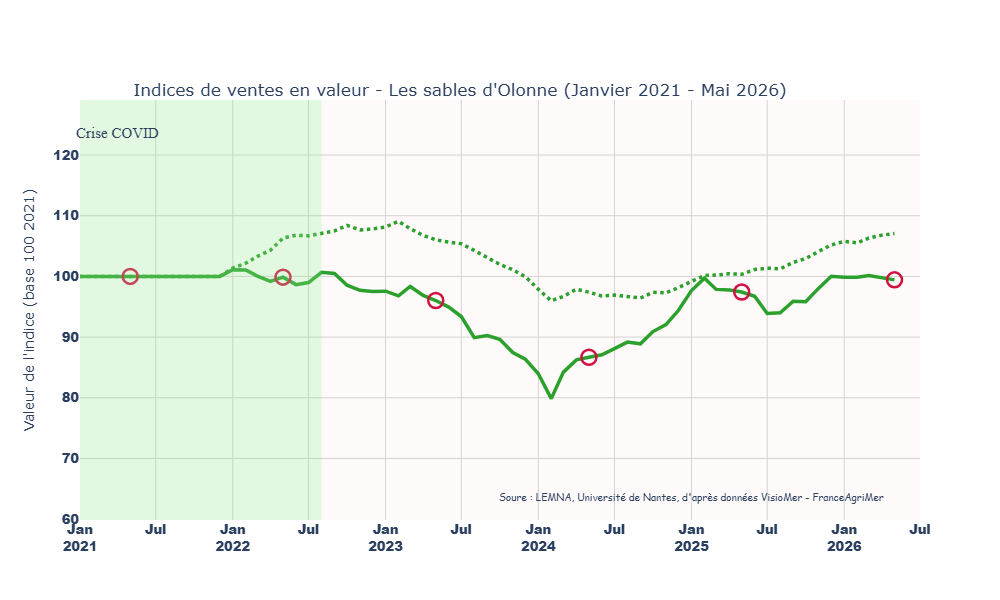 Indices de ventes en valeur - Les sables d'Olonne (Janvier 2021 - Mai 2026)
Crise COVID
Valeur de l'indice (base 100 2021)
120
110
100
90
80
70
60
Soure : LEMNA, Université de Nantes, d'après données VisioMer - FranceAgriMer
Jan Jul Jan Jul Jan Jul Jan Jul Jan Jul Jan Jul
2021 2022 2023 2024 2025 2026